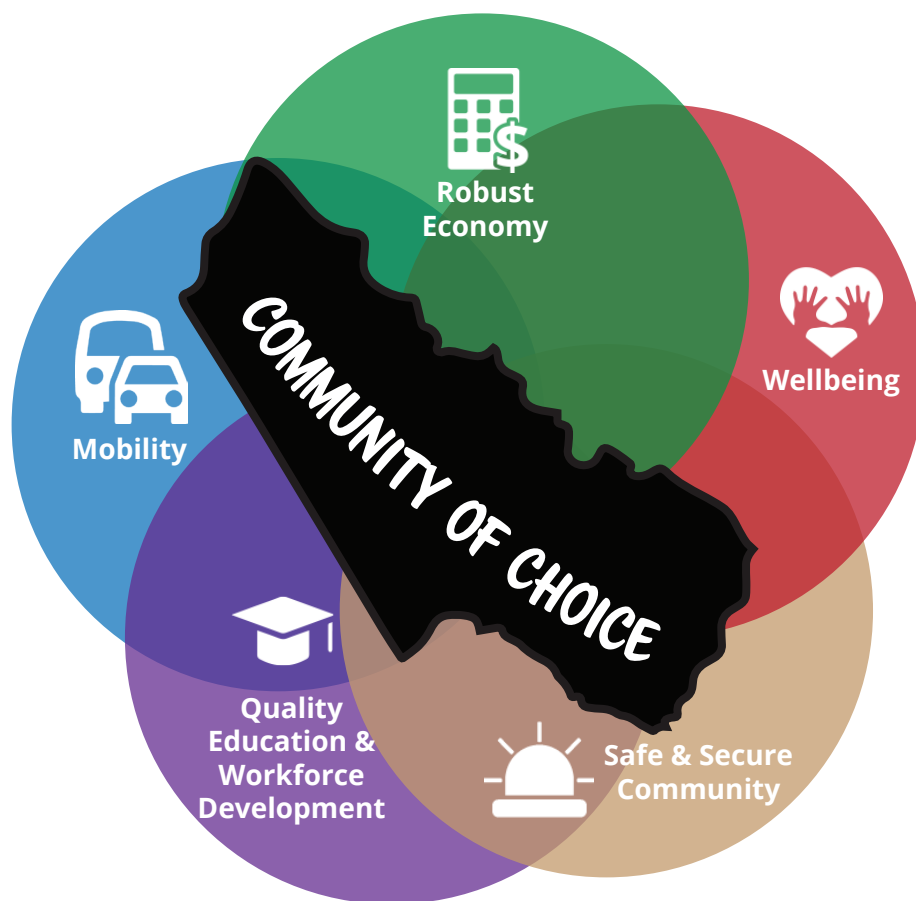 Robust
Economy
Wellbeing
Mobility
COMMUNITY OF CHOICE
Quality
Education &
Workforce
Development
Safe & Secure
Community